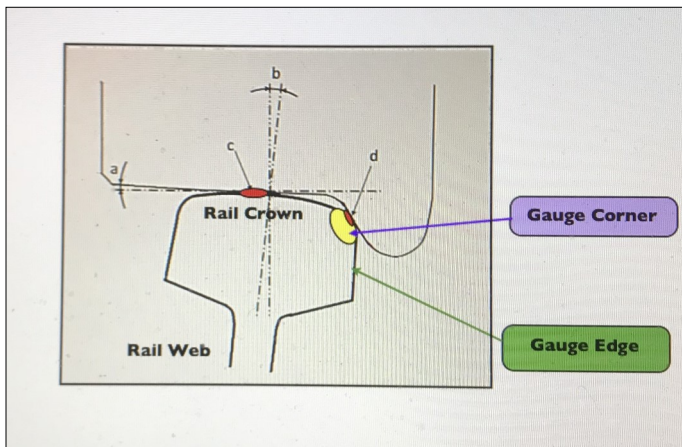 b
a
c
d
Rail Crown
Gauge Corner
Gauge Edge
Rail Web